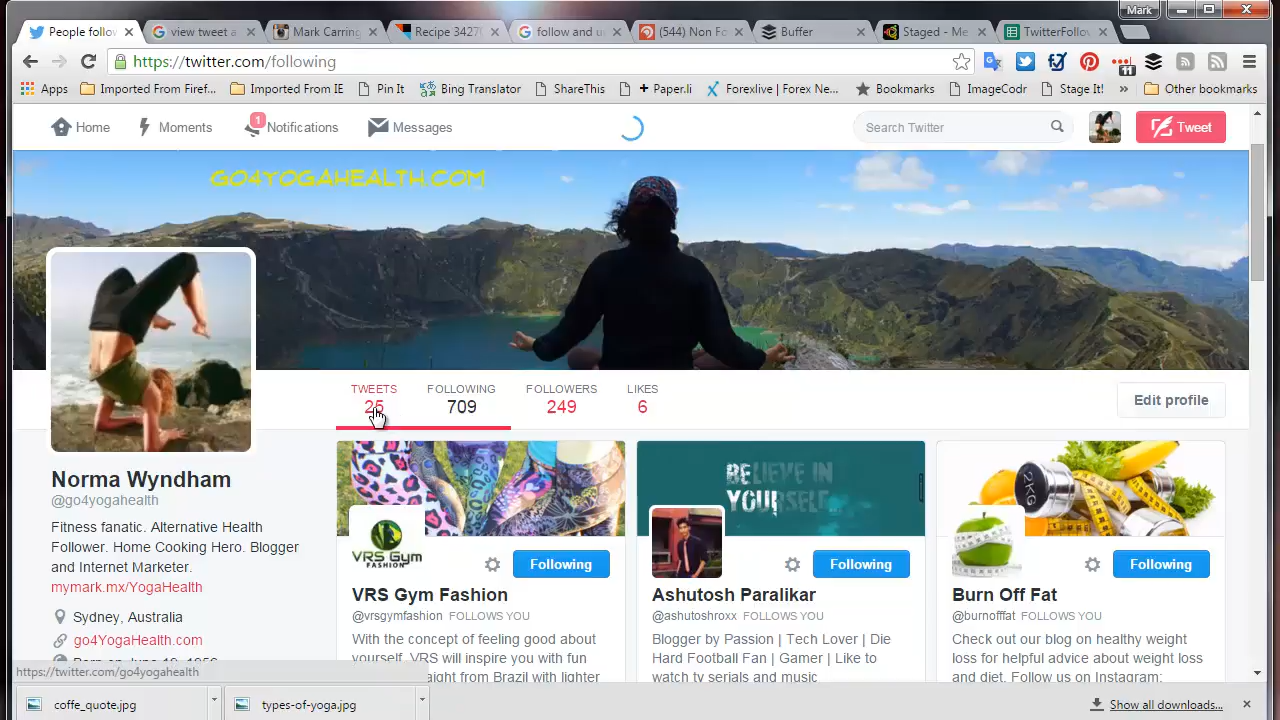 Mark
People follow
view tweet a
Mark Carring
Recipe 3427
follow and u
(544) Non Fo
Buffer
Staged - Me
TwitterFollow
https://twitter.com/following
11
Apps
Imported From Firef...
Imported From IE
Pin It
Bing Translator
ShareThis
+ Paper.li
Forexlive | Forex Ne...
Bookmarks
ImageCodr
Stage It!
»
Other bookmarks
Home
Moments
1
Notifications
Messages
Search Twitter
Tweet
GO4YOGAHEALTH.COM
TWEETS
25
FOLLOWING
709
FOLLOWERS
249
LIKES
6
Edit profile
Norma Wyndham
@go4yogahealth
Fitness fanatic. Alternative Health
Follower. Home Cooking Hero. Blogger
and Internet Marketer.
mymark.mx/YogaHealth
Sydney, Australia
go4YogaHealth.com
VRS Gym
FASHION
Following
VRS Gym Fashion
@vrsgymfashion FOLLOWS YOU
With the concept of feeling good about
yourself, VRS will inspire you with fun
straight from Brazil with lighter
BELIEVE IN
YOURSELF
Following
Ashutosh Paralikar
@ashutoshroxx FOLLOWS YOU
Blogger by Passion | Tech Lover | Die
Hard Football Fan | Gamer | Like to
watch tv serials and music
2KG
Following
Burn Off Fat
@burnofffat FOLLOWS YOU
Check out our blog on healthy weight
loss for helpful advice about weight loss
and diet. Follow us on Instagram:
https://twitter.com/go4yogahealth
coffe_quote.jpg
types-of-yoga.jpg
Show all downloads...